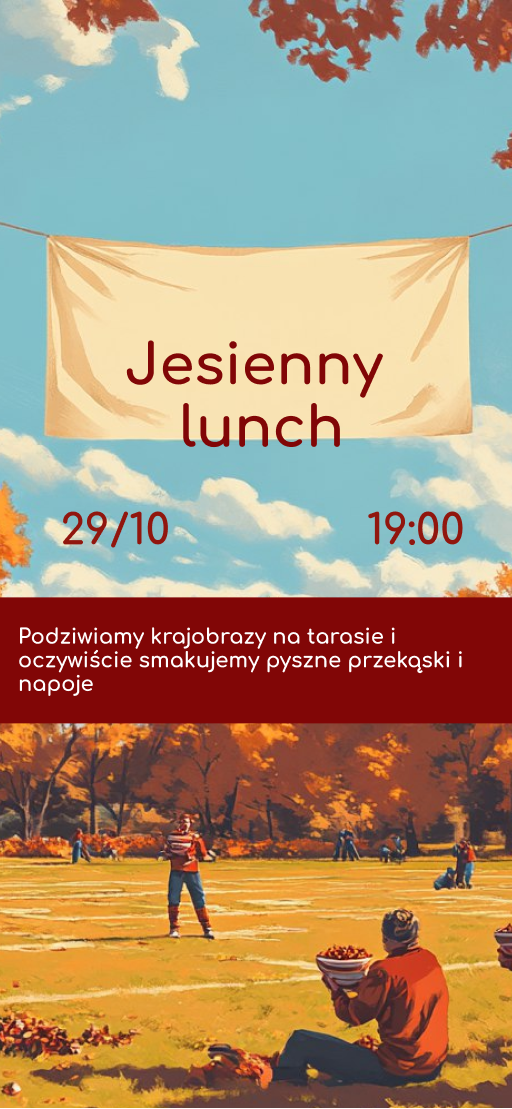 Jesienny
lunch
29/10 19:00
Podziwiamy krajobrazy na tarasie i
oczywiście smakujemy pyszne przekąski i
napoje